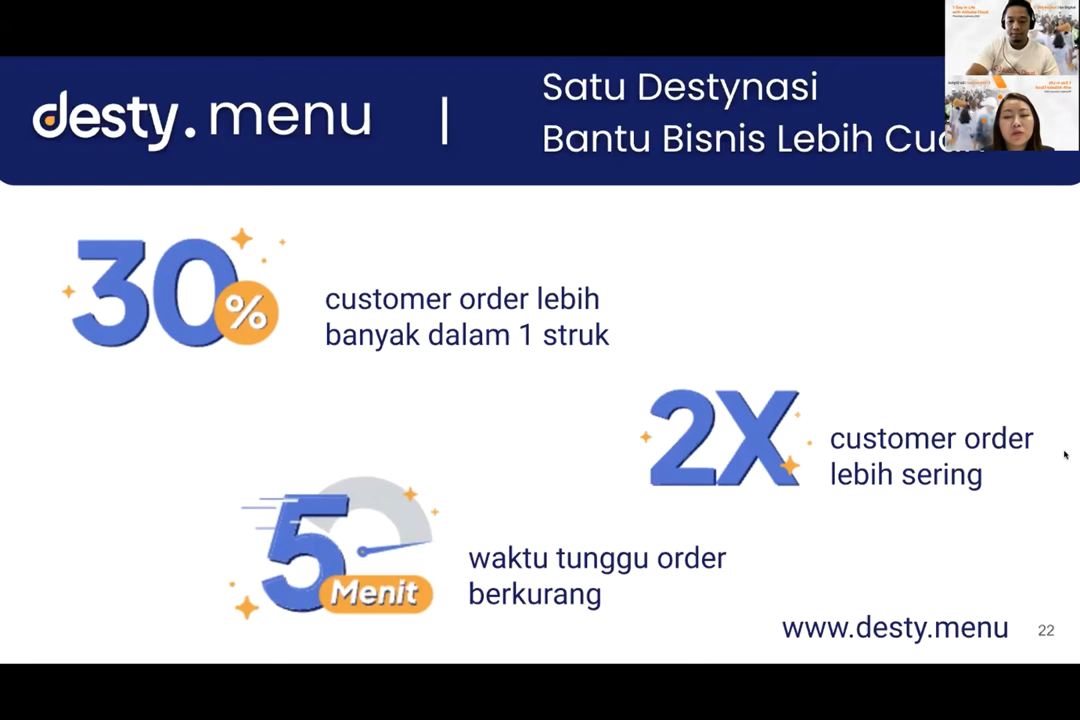 desty.menu
Satu Destynasi
Bantu Bisnis Lebih
30%
customer order lebih
banyak dalam 1 struk
2X
customer order
lebih sering
5 Menit
waktu tunggu order
berkurang
www.desty.menu
22